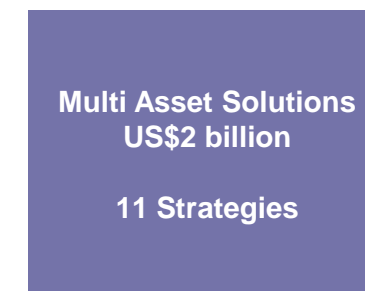 Multi Asset Solutions
US$2 billion
11 Strategies